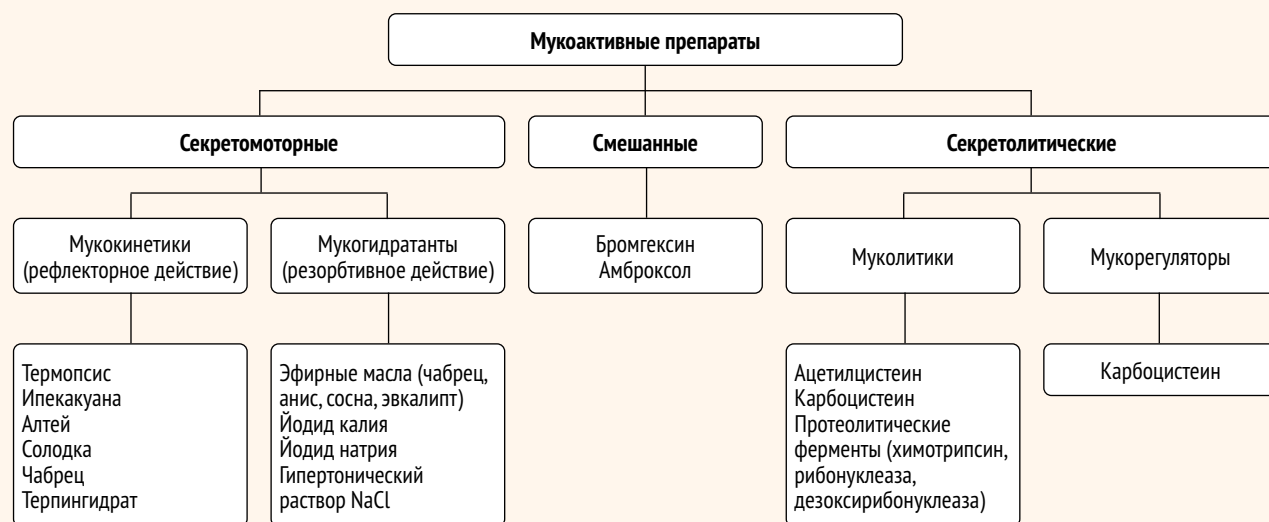 Мукоактивные препараты
Секретомоторные
Смешанные
Секретолитические
Мукокинетики
(рефлекторное действие)
Мукогидратанты
(резорбтивное действие)
Бромгексин
Амброксол
Муколитики
Мукорегуляторы
Термопсис
Ипекакуана
Алтей
Солодка
Чабрец
Терпингидрат
Эфирные масла (чабрец,
анис, сосна, эвкалипт)
Йодид калия
Йодид натрия
Гипертонический
раствор NaCl
Ацетилцистеин
Карбоцистеин
Протеолитические
ферменты (химотрипсин,
рибонуклеаза,
дезоксирибонуклеаза)
Карбоцистеин